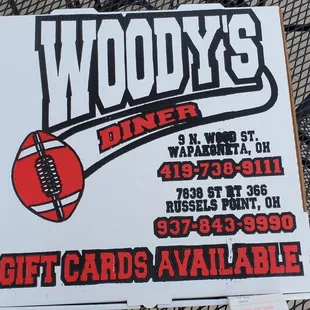 WOODY'S
DINER
9 N. WOOD ST.
WAPAKONETA, OH
419-738-9111
7838 ST RT 366
RUSSELS POINT, OH
937-843-9990
GIFT CARDS AVAILABLE